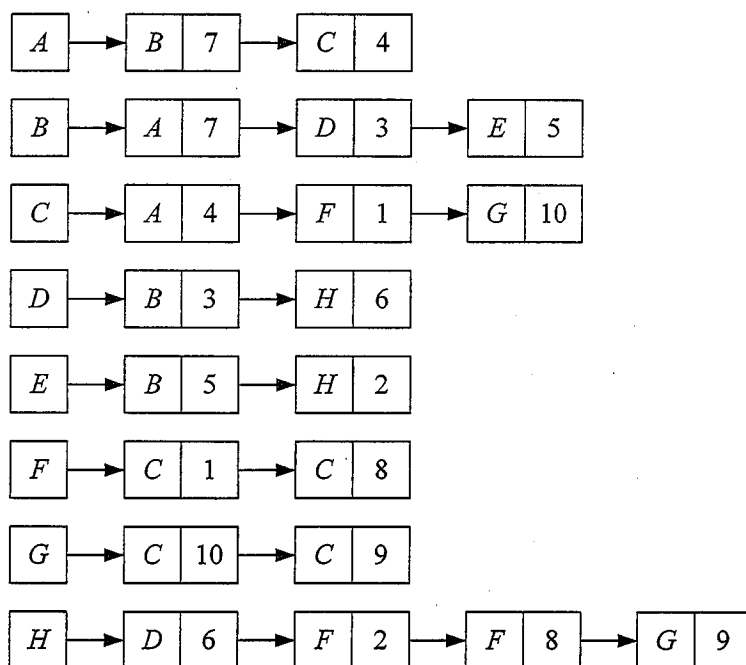 A B 7 C 4
B A 7 D 3 E 5
C A 4 F 1 G 10
D B 3 H 6
E B 5 H 2
F C 1 C 8
G C 10 C 9
H D 6 F 2 F 8 G 9